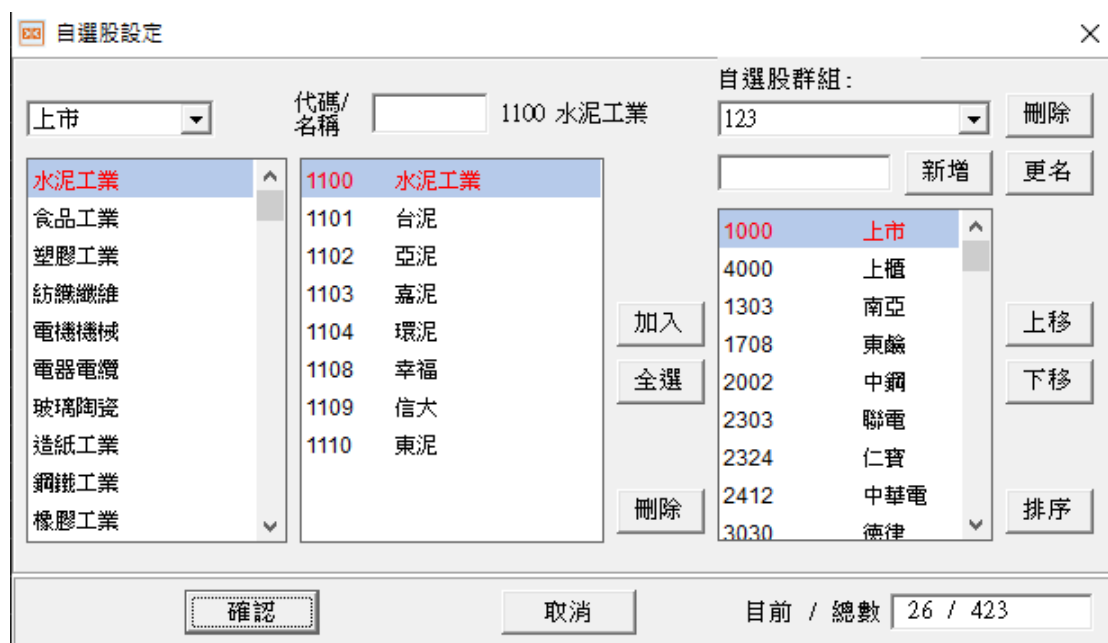 自選股設定
自選股群組:
上市
代碼/
名稱
1100 水泥工業
123
刪除
新增
更名
水泥工業
食品工業
塑膠工業
紡織纖維
電機機械
電器電纜
玻璃陶瓷
造紙工業
鋼鐵工業
橡膠工業
1100 水泥工業
1101 台泥
1102 亞泥
1103 嘉泥
1104 環泥
1108 幸福
1109 信大
1110 東泥
加入
全選
刪除
1000 上市
4000 上櫃
1303 南亞
1708 東鹼
2002 中鋼
2303 聯電
2324 仁寶
2412 中華電
3030 德律
上移
下移
排序
確認
取消
目前 / 總數 26 / 423